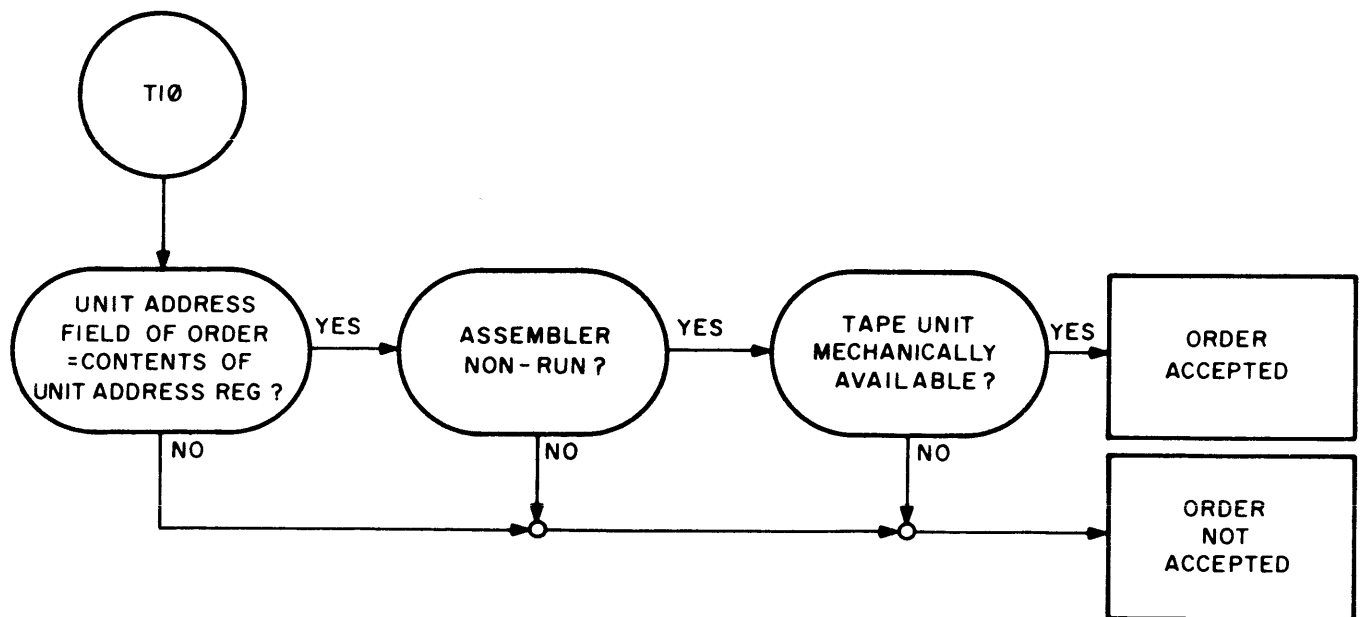 TIØ
UNIT ADDRESS
FIELD OF ORDER
=CONTENTS OF
UNIT ADDRESS REG ?
YES
NO
ASSEMBLER
NON-RUN ?
YES
NO
TAPE UNIT
MECHANICALLY
AVAILABLE ?
YES
NO
ORDER
ACCEPTED
ORDER
NOT
ACCEPTED